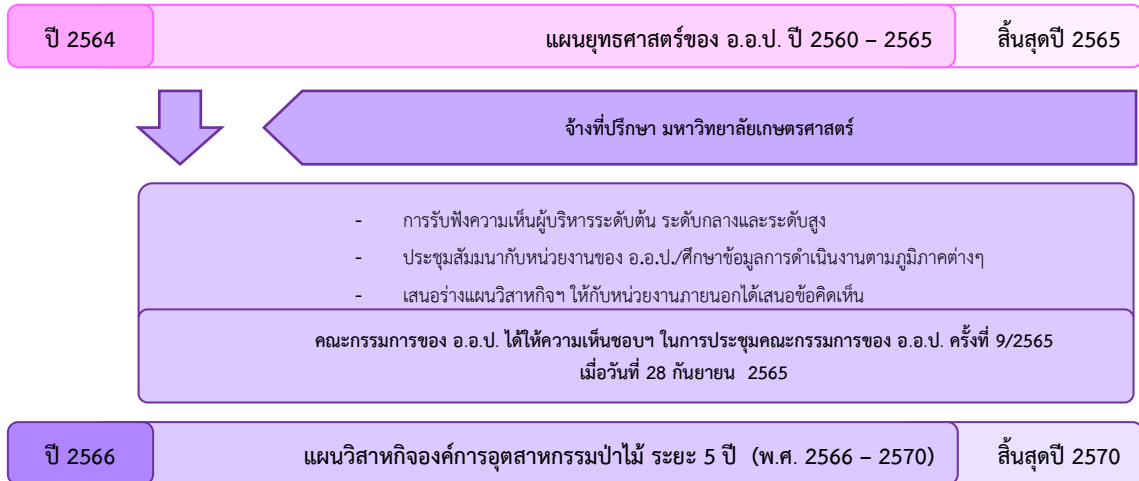 ปี 2564 แผนยุทธศาสตร์ของ อ.อ.ป. ปี 2560 – 2565 สิ้นสุดปี 2565
จ้างที่ปรึกษา มหาวิทยาลัยเกษตรศาสตร์
- การรับฟังความเห็นผู้บริหารระดับต้น ระดับกลางและระดับสูง
- ประชุมสัมมนากับหน่วยงานของ อ.อ.ป./ศึกษาข้อมูลการดำเนินงานตามภูมิภาคต่างๆ
- เสนอร่างแผนวิสาหกิจฯ ให้กับหน่วยงานภายนอกได้เสนอข้อคิดเห็น
คณะกรรมการของ อ.อ.ป. ได้ให้ความเห็นชอบฯ ในการประชุมคณะกรรมการของ อ.อ.ป. ครั้งที่ 9/2565
เมื่อวันที่ 28 กันยายน 2565
ปี 2566 แผนวิสาหกิจองค์การอุตสาหกรรมป่าไม้ ระยะ 5 ปี (พ.ศ. 2566 – 2570) สิ้นสุดปี 2570